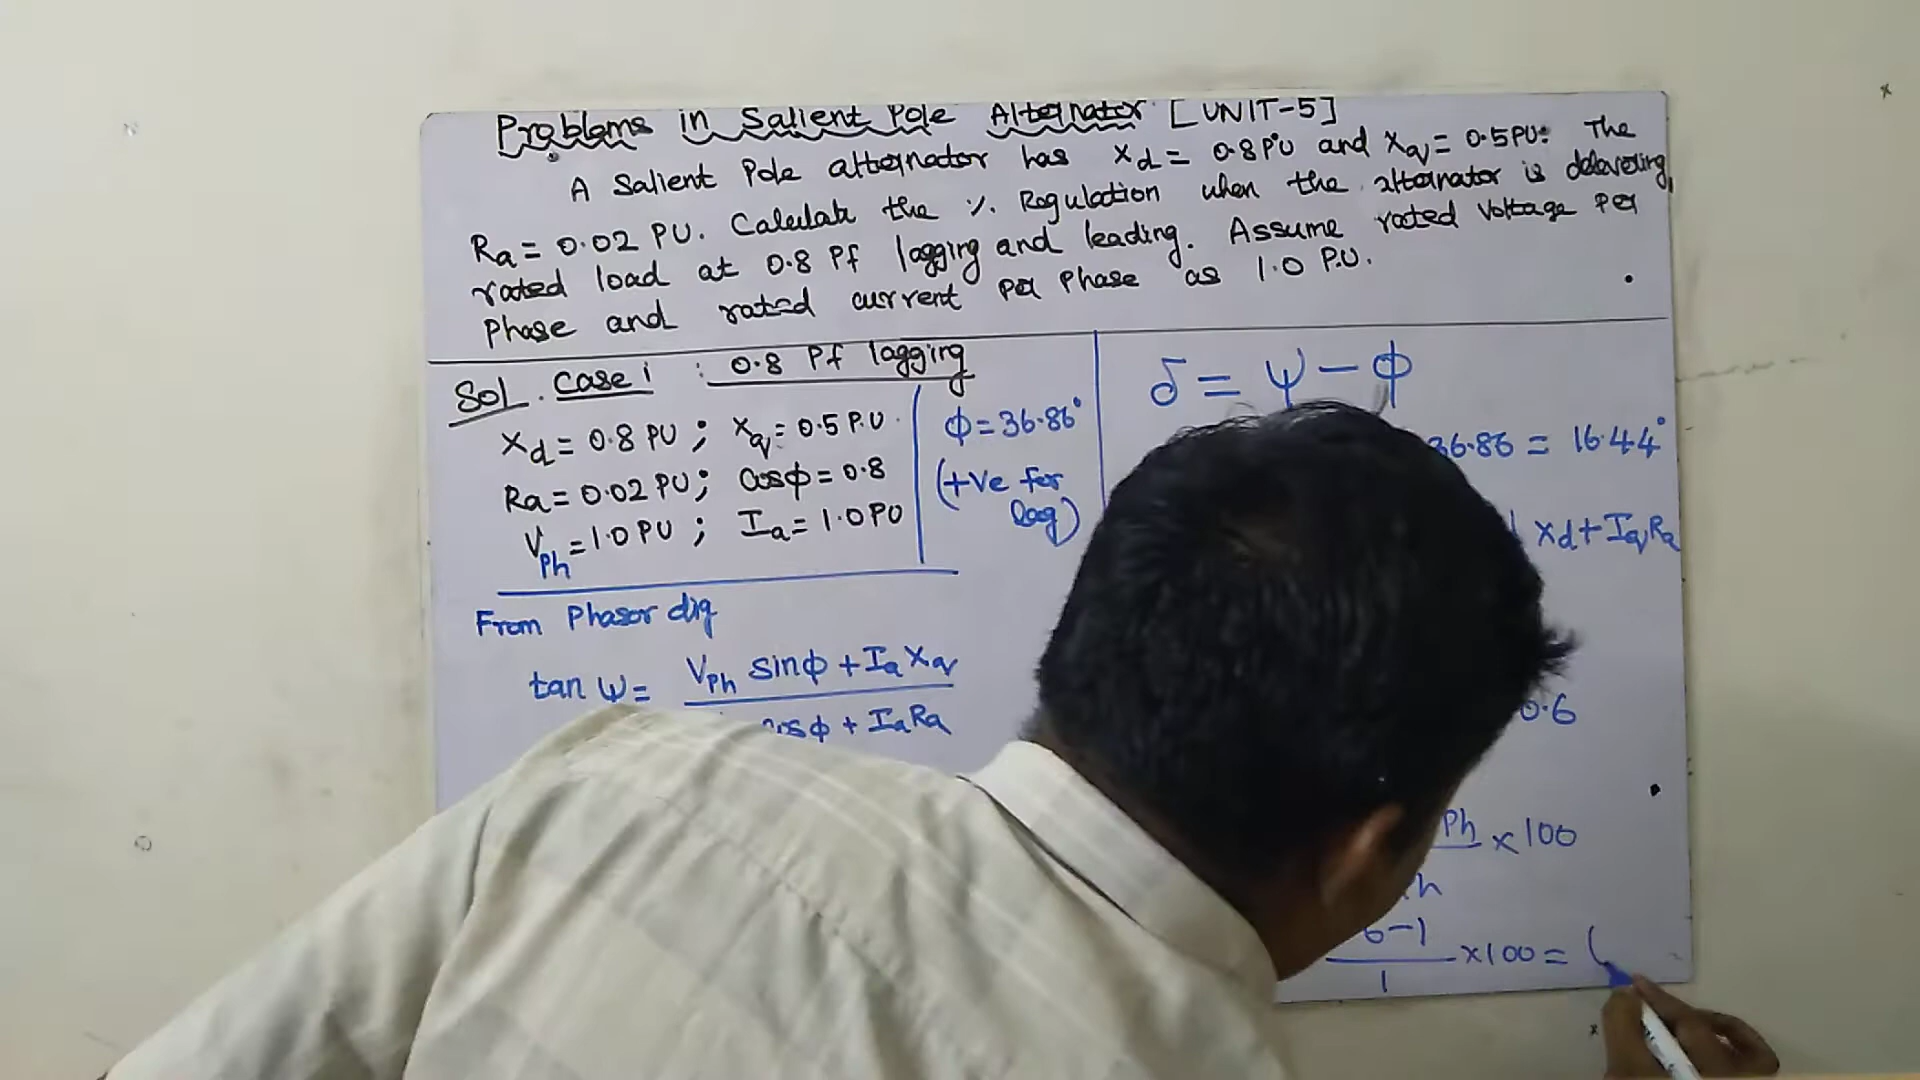 Problems in Salient Pole Alternator [UNIT-5]
A Salient Pole alternator has Xd = 0.8 PU and Xq = 0.5 PU. The
Ra = 0.02 PU. Calculate the %. Regulation when the alternator is delevering
rated load at 0.8 Pf lagging and leading. Assume rated Voltage per
Phase and rated current per Phase as 1.0 P.U.
Sol. Case i : 0.8 Pf lagging
Xd = 0.8 PU ; Xq = 0.5 P.U
Ra = 0.02 PU ; cosϕ = 0.8
VPh = 1.0 PU ; Ia = 1.0 PU
ϕ = 36.86°
(+Ve for
lag)
From Phasor dig
tan ψ = VPh sinϕ + Ia Xq
cosϕ + IaRa
δ = ψ − ϕ
36.86 = 16.44°
Xd + IqRa
0.6
Ph × 100
6 − 1
1
× 100 =